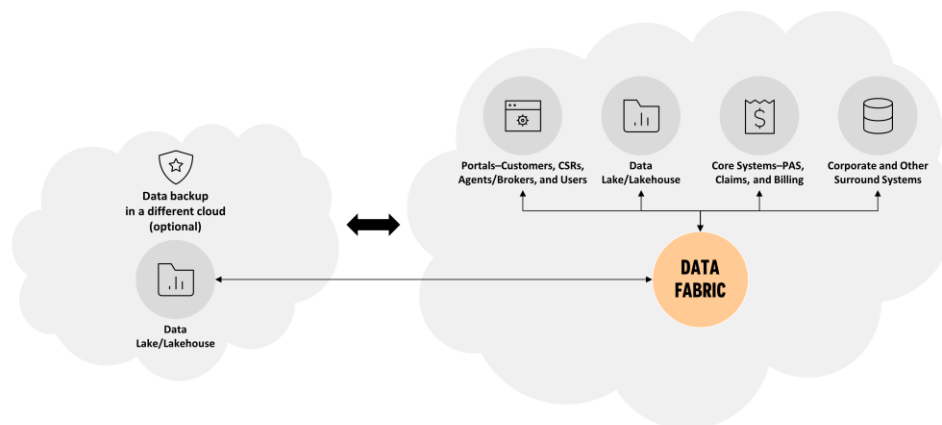 Portals–Customers, CSRs,
Agents/Brokers, and Users
Data
Lake/Lakehouse
Core Systems–PAS,
Claims, and Billing
Corporate and Other
Surround Systems
Data backup
in a different cloud
(optional)
Data
Lake/Lakehouse
DATA
FABRIC